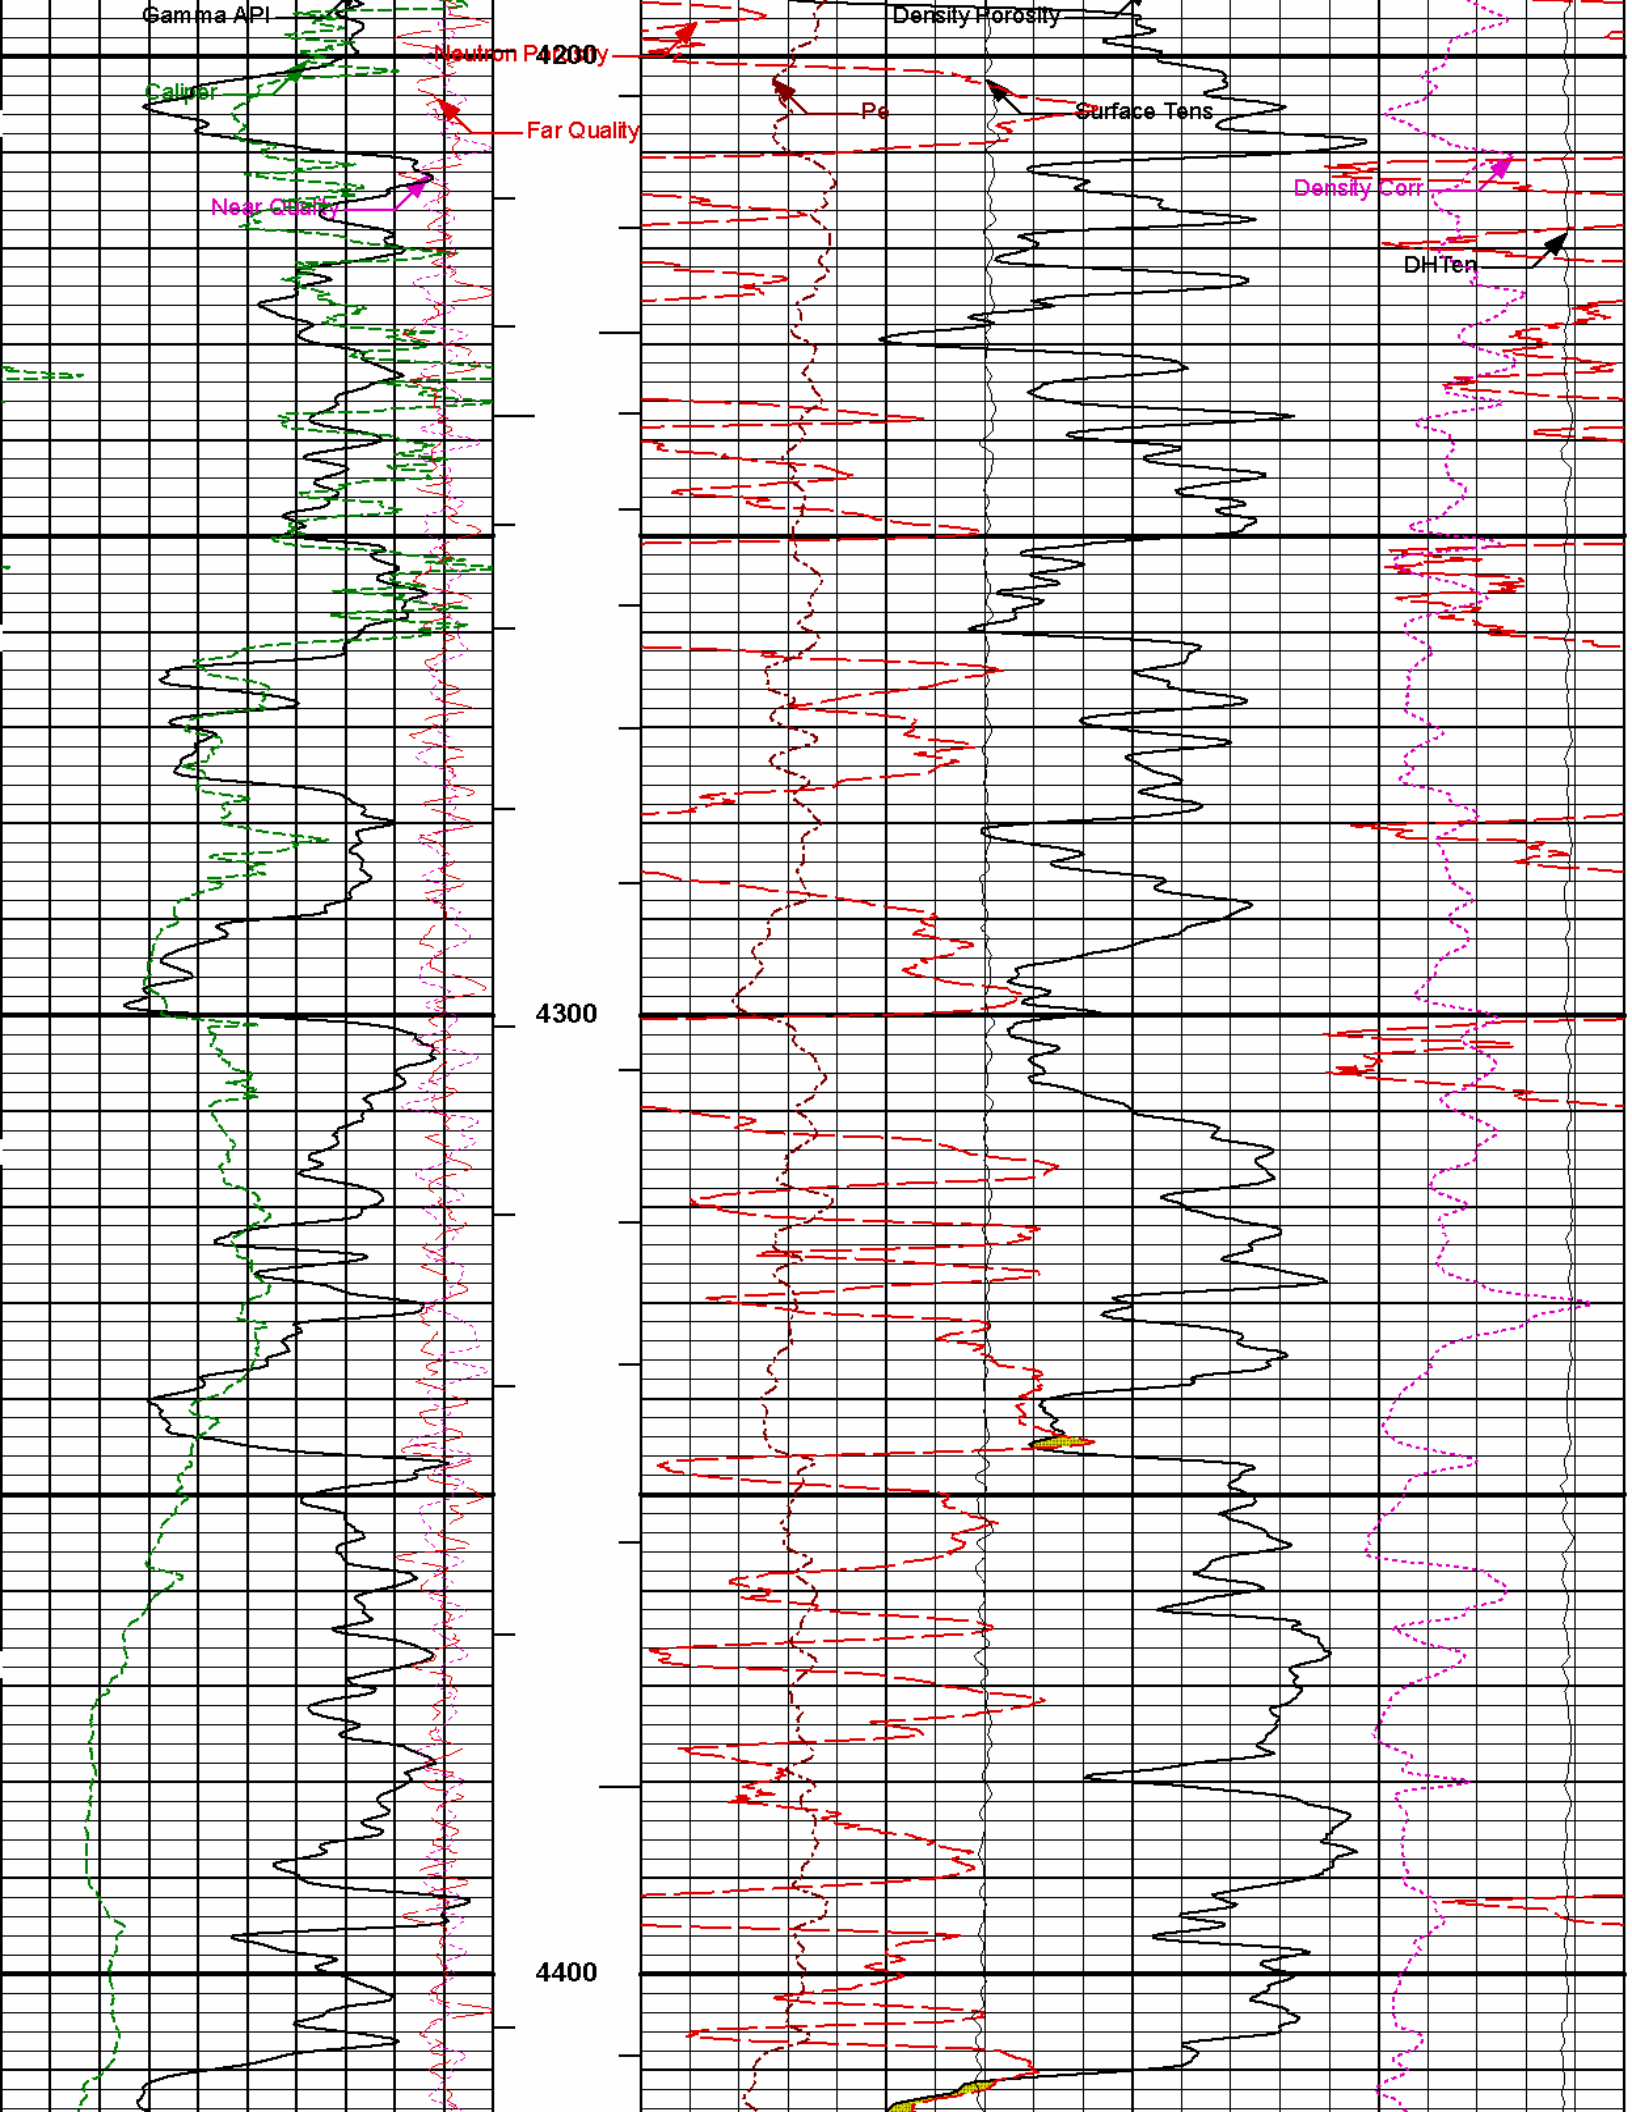 Gamma API
Density Porosity
Neutron Porosity
4200
Caliper
Pe
Surface Tens
Far Quality
Density Corr
Near Quality
DHTen
4300
4400